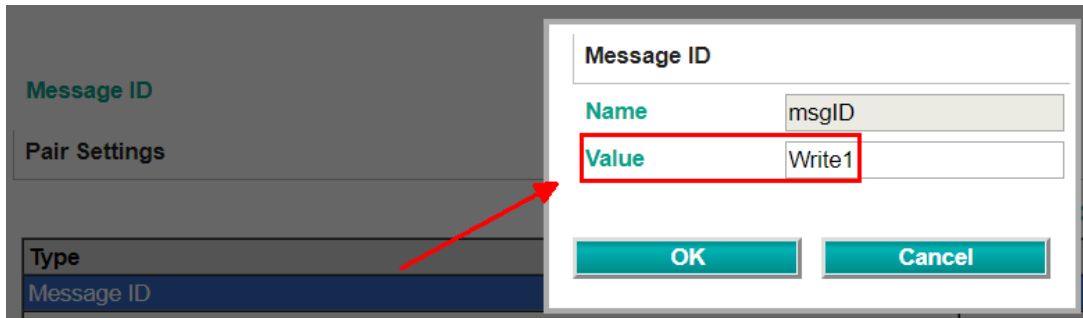 Message ID
Pair Settings
Type
Message ID
Message ID
Name msgID
Value Write1
OK Cancel